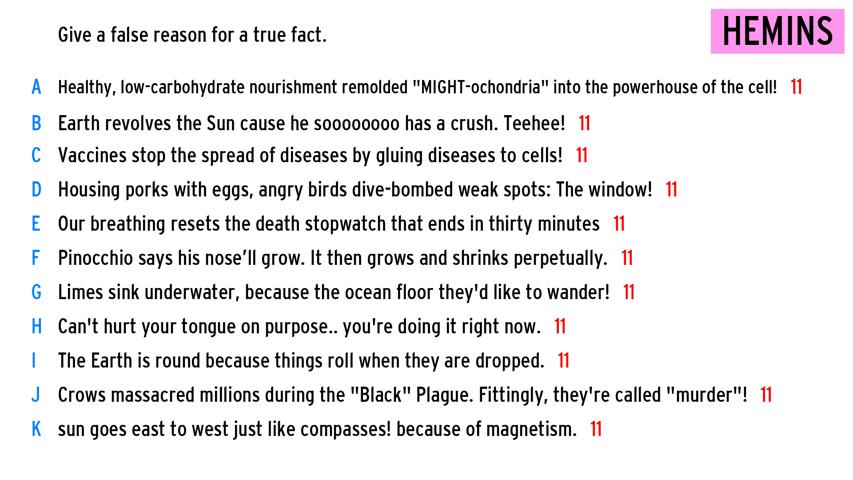 Give a false reason for a true fact.
HEMINS
A Healthy, low-carbohydrate nourishment remolded "MIGHT-ochondria" into the powerhouse of the cell! 11
B Earth revolves the Sun cause he soooooooo has a crush. Teehee! 11
C Vaccines stop the spread of diseases by gluing diseases to cells! 11
D Housing porks with eggs, angry birds dive-bombed weak spots: The window! 11
E Our breathing resets the death stopwatch that ends in thirty minutes 11
F Pinocchio says his nose’ll grow. It then grows and shrinks perpetually. 11
G Limes sink underwater, because the ocean floor they'd like to wander! 11
H Can't hurt your tongue on purpose.. you're doing it right now. 11
I The Earth is round because things roll when they are dropped. 11
J Crows massacred millions during the "Black" Plague. Fittingly, they're called "murder"! 11
K sun goes east to west just like compasses! because of magnetism. 11